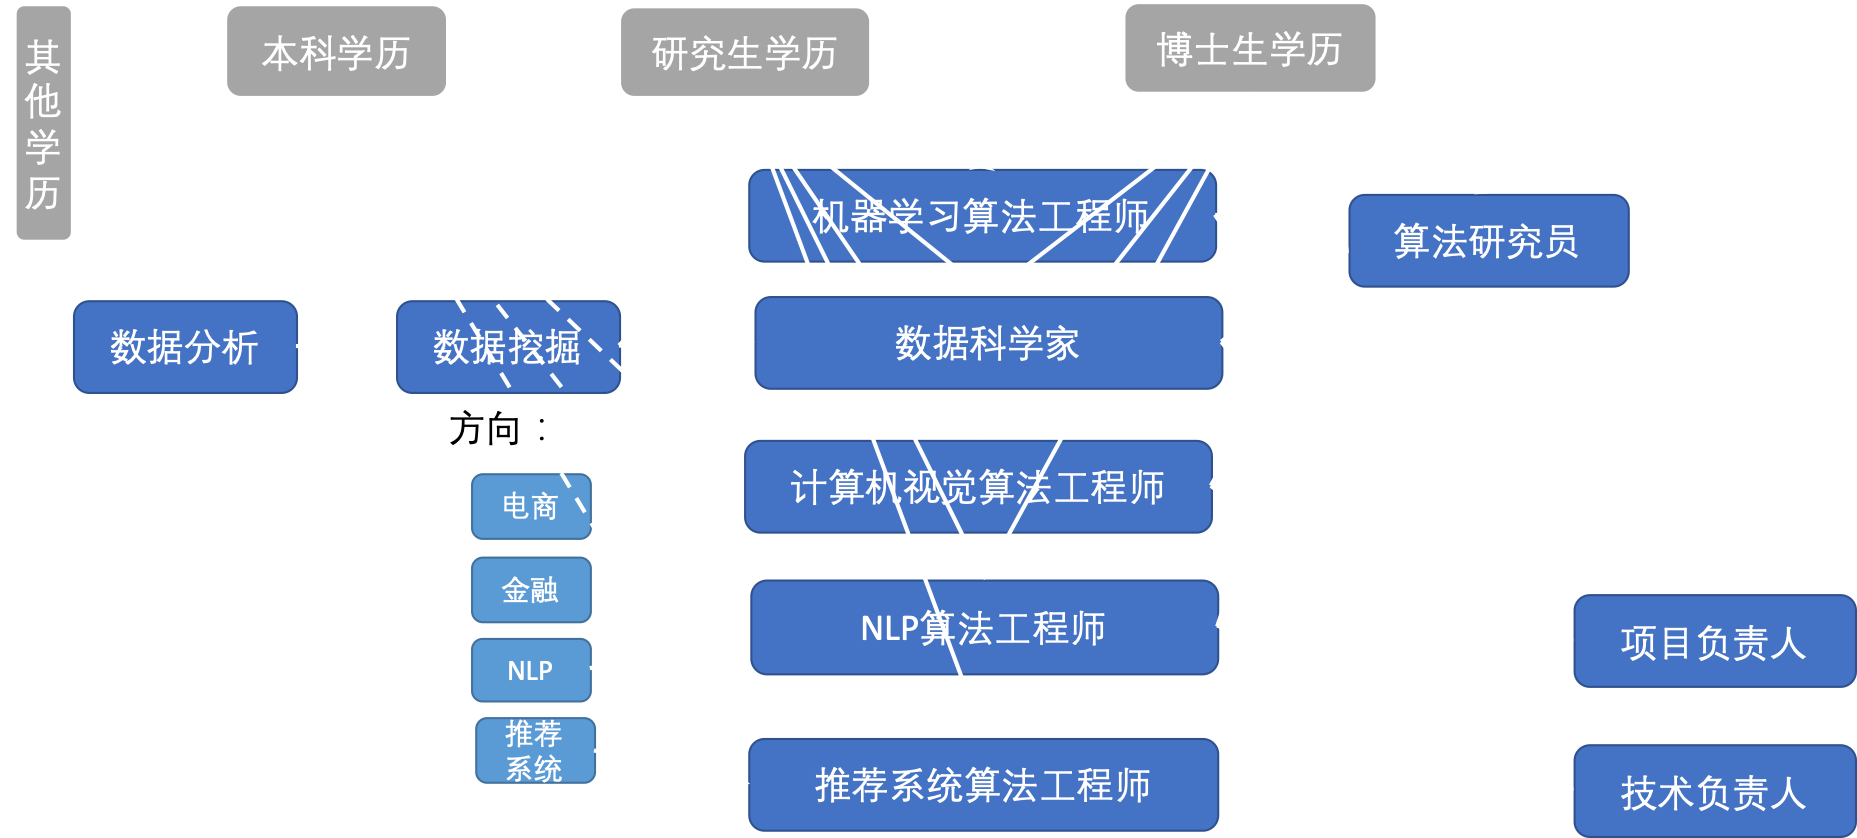 其他学历
本科学历
研究生学历
博士生学历
机器学习算法工程师
算法研究员
数据分析
数据挖掘
数据科学家
方向：
电商
计算机视觉算法工程师
金融
NLP
NLP算法工程师
项目负责人
推荐
系统
推荐系统算法工程师
技术负责人